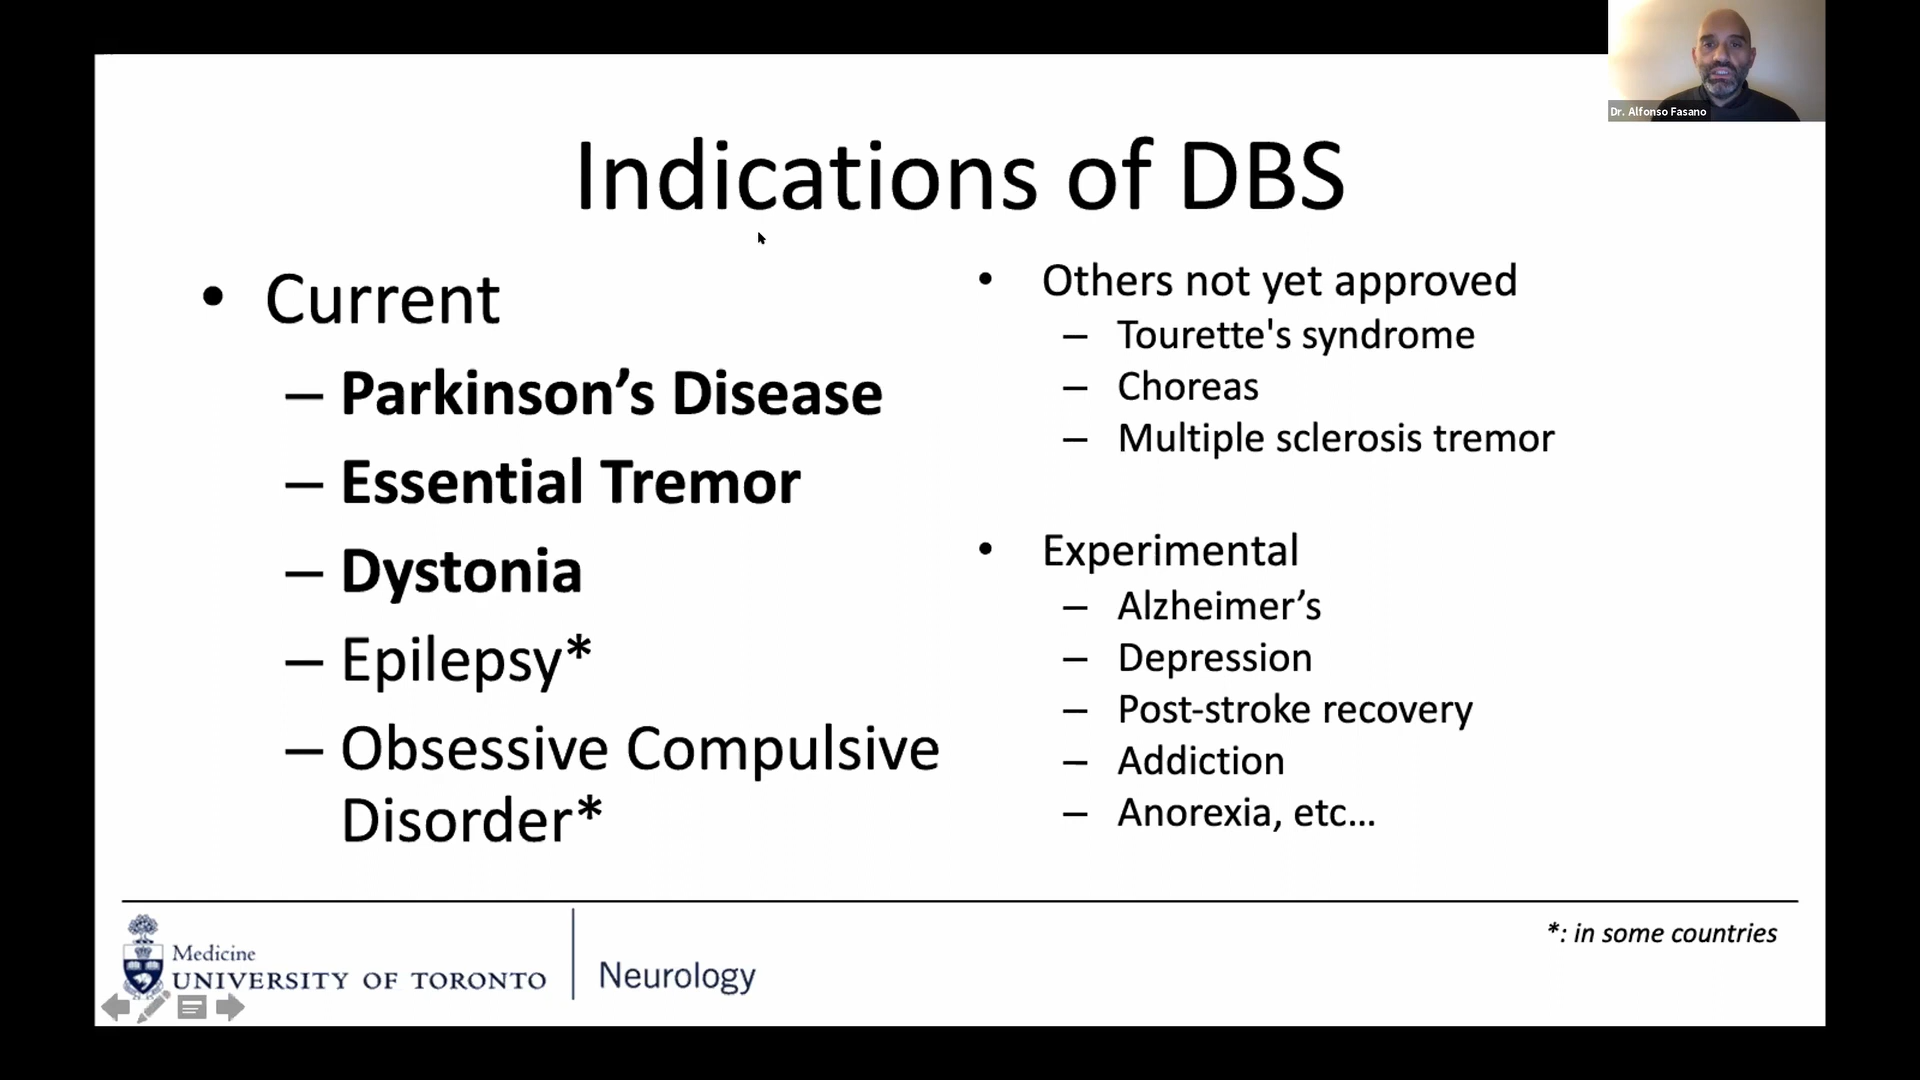 Dr. Alfonso Fasano
Indications of DBS
• Current
– Parkinson’s Disease
– Essential Tremor
– Dystonia
– Epilepsy*
– Obsessive Compulsive
Disorder*
• Others not yet approved
– Tourette's syndrome
– Choreas
– Multiple sclerosis tremor
• Experimental
– Alzheimer’s
– Depression
– Post-stroke recovery
– Addiction
– Anorexia, etc…
*: in some countries
Medicine
UNIVERSITY OF TORONTO
Neurology